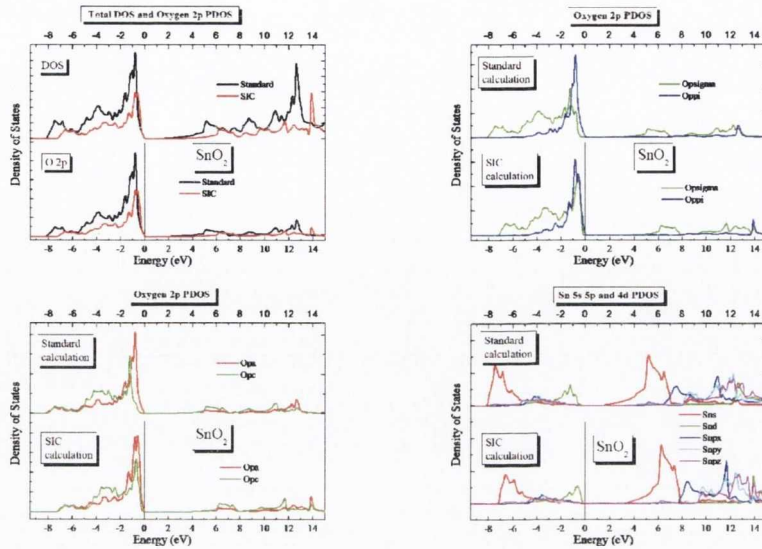 Total DOS and Oxygen 2p PDOS
-8 -6 -4 -2 0 2 4 6 8 10 12 14
DOS
Standard
SIC
O 2p
SnO2
Standard
SIC
Density of States
-8 -6 -4 -2 0 2 4 6 8 10 12 14
Energy (eV)
Oxygen 2p PDOS
-8 -6 -4 -2 0 2 4 6 8 10 12 14
Standard
calculation
Opsigma
Oppi
SIC
calculation
SnO2
Opsigma
Oppi
Density of States
-8 -6 -4 -2 0 2 4 6 8 10 12 14
Energy (eV)
Oxygen 2p PDOS
-8 -6 -4 -2 0 2 4 6 8 10 12 14
Standard
calculation
Opa
Opc
SIC
calculation
SnO2
Opa
Opc
Density of States
-8 -6 -4 -2 0 2 4 6 8 10 12 14
Energy (eV)
Sn 5s 5p and 4d PDOS
-8 -6 -4 -2 0 2 4 6 8 10 12 14
Standard
calculation
Sns
Snd
Snpx
Snpy
Snpz
SIC
calculation
SnO2
Density of States
-8 -6 -4 -2 0 2 4 6 8 10 12 14
Energy (eV)